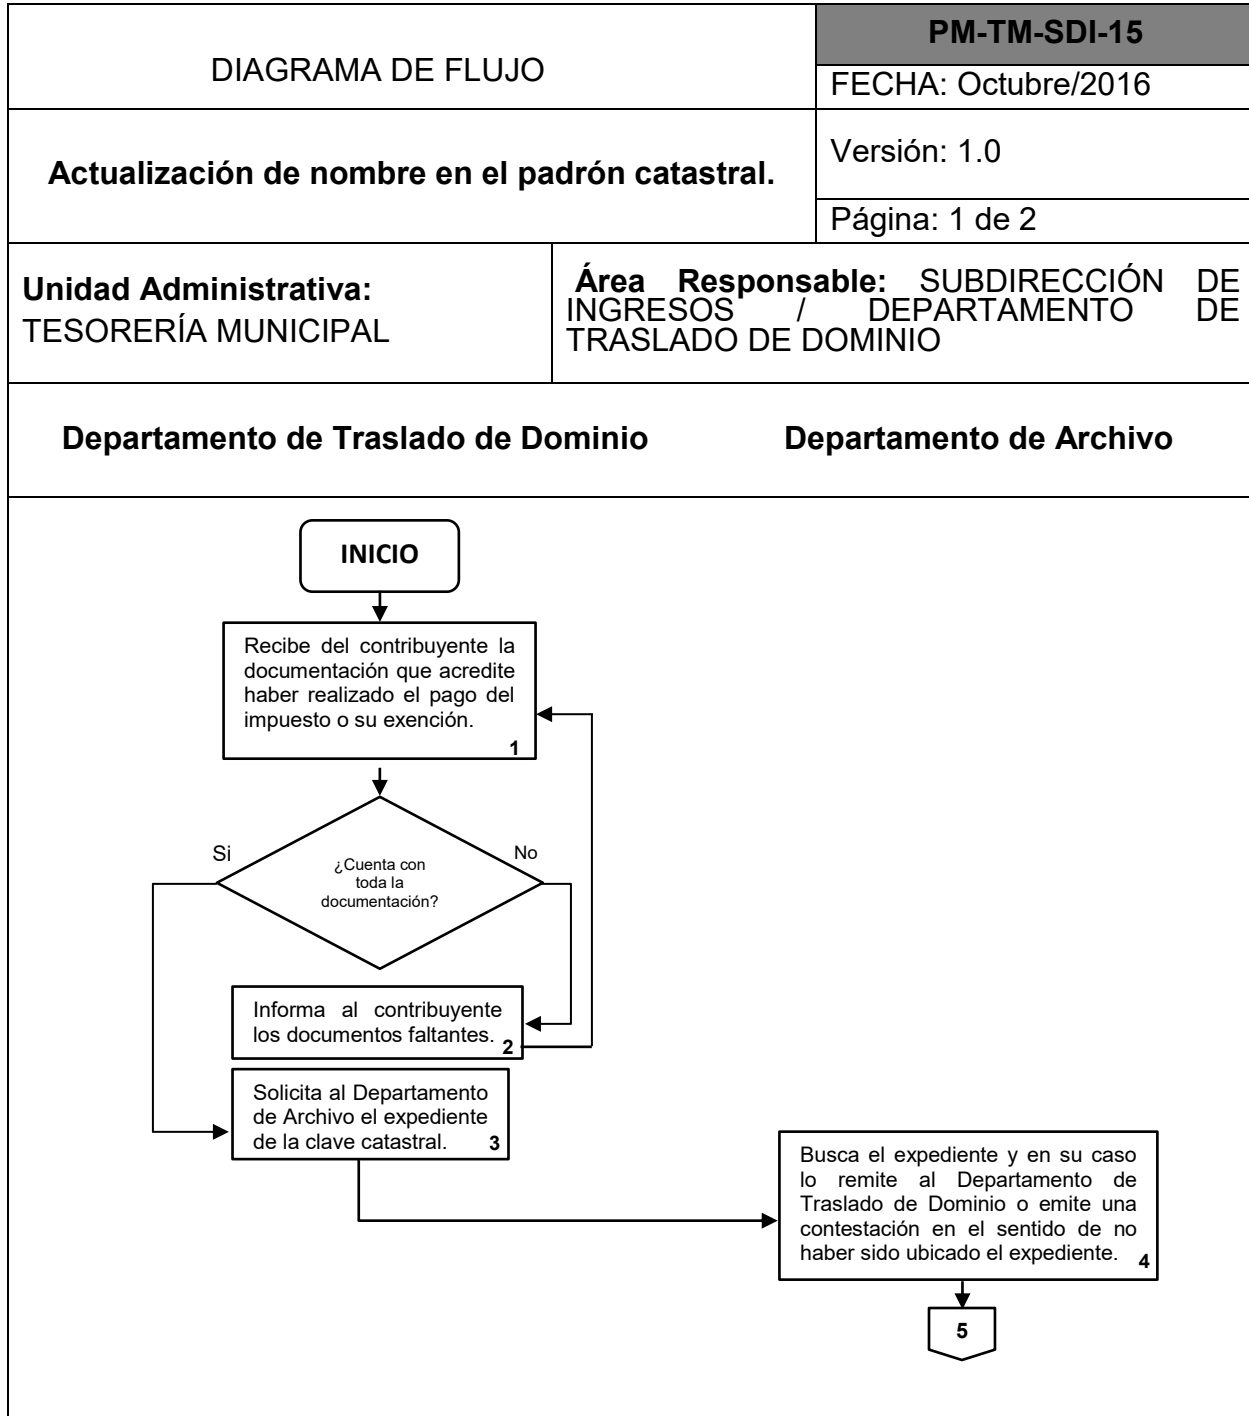 DIAGRAMA DE FLUJO
PM-TM-SDI-15
FECHA: Octubre/2016
Actualización de nombre en el padrón catastral.
Versión: 1.0
Página: 1 de 2
Unidad Administrativa:
TESORERÍA MUNICIPAL
Área Responsable: SUBDIRECCIÓN DE
INGRESOS / DEPARTAMENTO DE
TRASLADO DE DOMINIO
Departamento de Traslado de Dominio
Departamento de Archivo
INICIO
Recibe del contribuyente la
documentación que acredite
haber realizado el pago del
impuesto o su exención.
1
Si
No
¿Cuenta con
toda la
documentación?
Informa al contribuyente
los documentos faltantes.
2
Solicita al Departamento
de Archivo el expediente
de la clave catastral.
3
Busca el expediente y en su caso
lo remite al Departamento de
Traslado de Dominio o emite una
contestación en el sentido de no
haber sido ubicado el expediente.
4
5